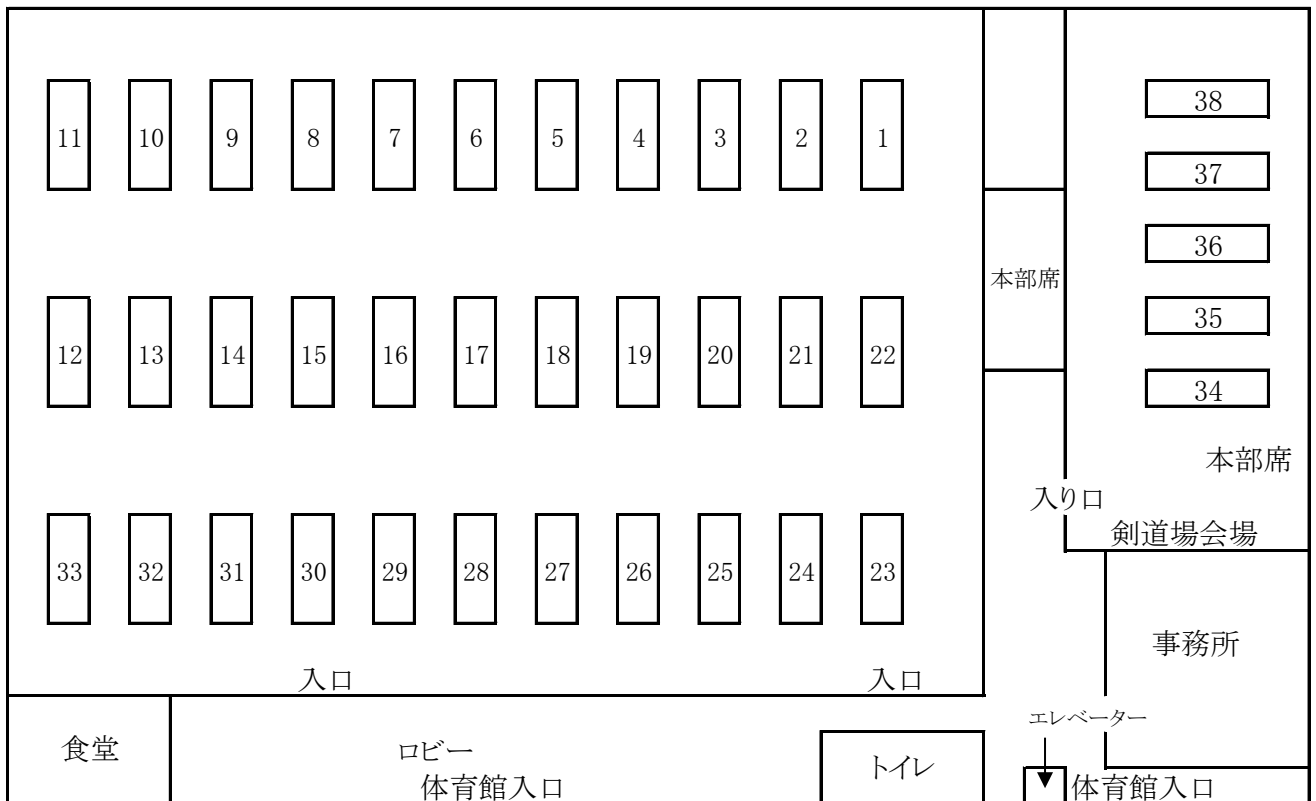 11 10 9 8 7 6 5 4 3 2 1
38
37
36
35
34
本部席
12 13 14 15 16 17 18 19 20 21 22
本部席
入り口
剣道場会場
33 32 31 30 29 28 27 26 25 24 23
事務所
入口
入口
エレベーター
食堂
ロビー
体育館入口
トイレ
体育館入口